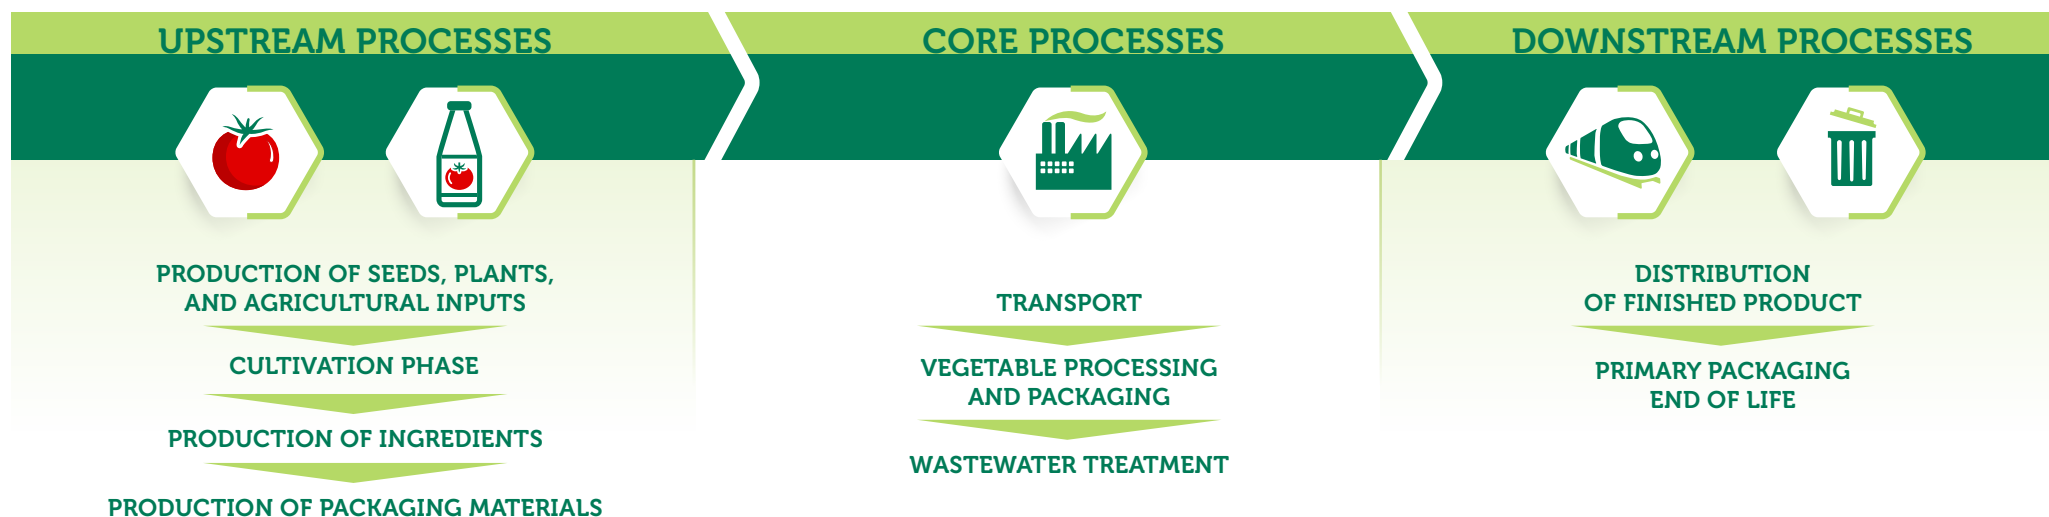 UPSTREAM PROCESSES
PRODUCTION OF SEEDS, PLANTS,
AND AGRICULTURAL INPUTS
CULTIVATION PHASE
PRODUCTION OF INGREDIENTS
PRODUCTION OF PACKAGING MATERIALS
CORE PROCESSES
TRANSPORT
VEGETABLE PROCESSING
AND PACKAGING
WASTEWATER TREATMENT
DOWNSTREAM PROCESSES
DISTRIBUTION
OF FINISHED PRODUCT
PRIMARY PACKAGING
END OF LIFE